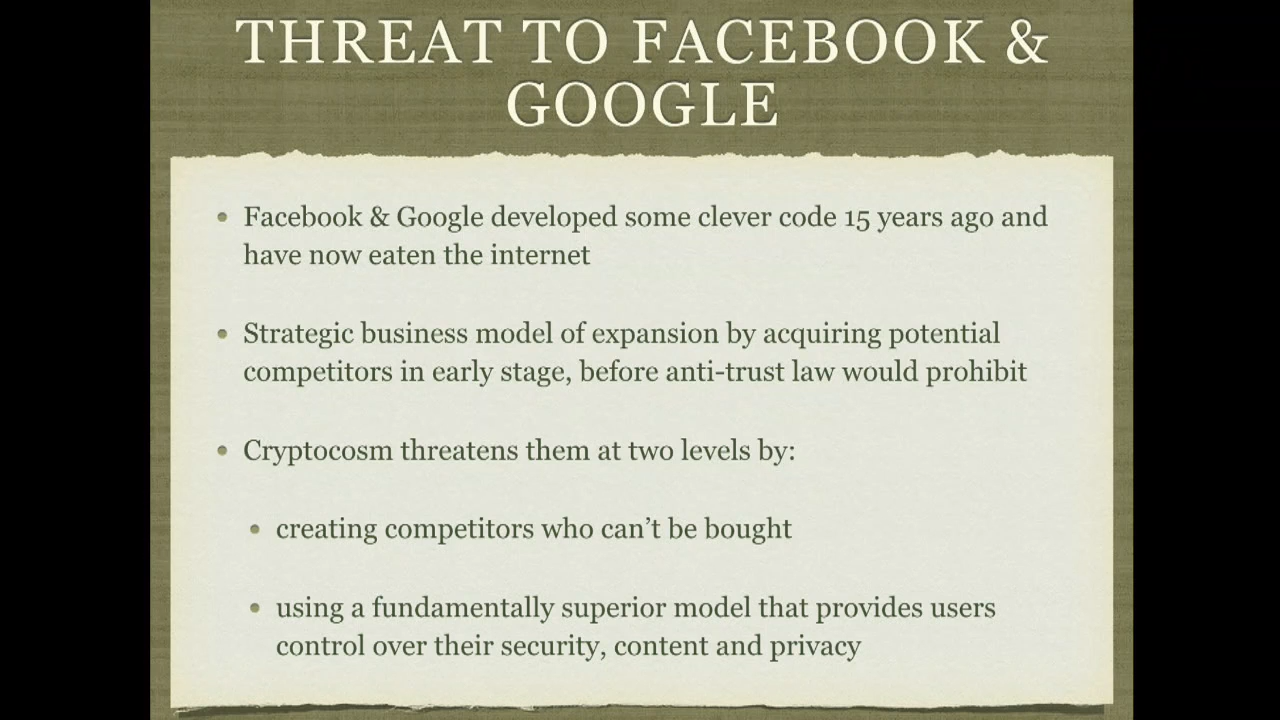 THREAT TO FACEBOOK &
GOOGLE
• Facebook & Google developed some clever code 15 years ago and
have now eaten the internet
• Strategic business model of expansion by acquiring potential
competitors in early stage, before anti-trust law would prohibit
• Cryptocosm threatens them at two levels by:
• creating competitors who can’t be bought
• using a fundamentally superior model that provides users
control over their security, content and privacy